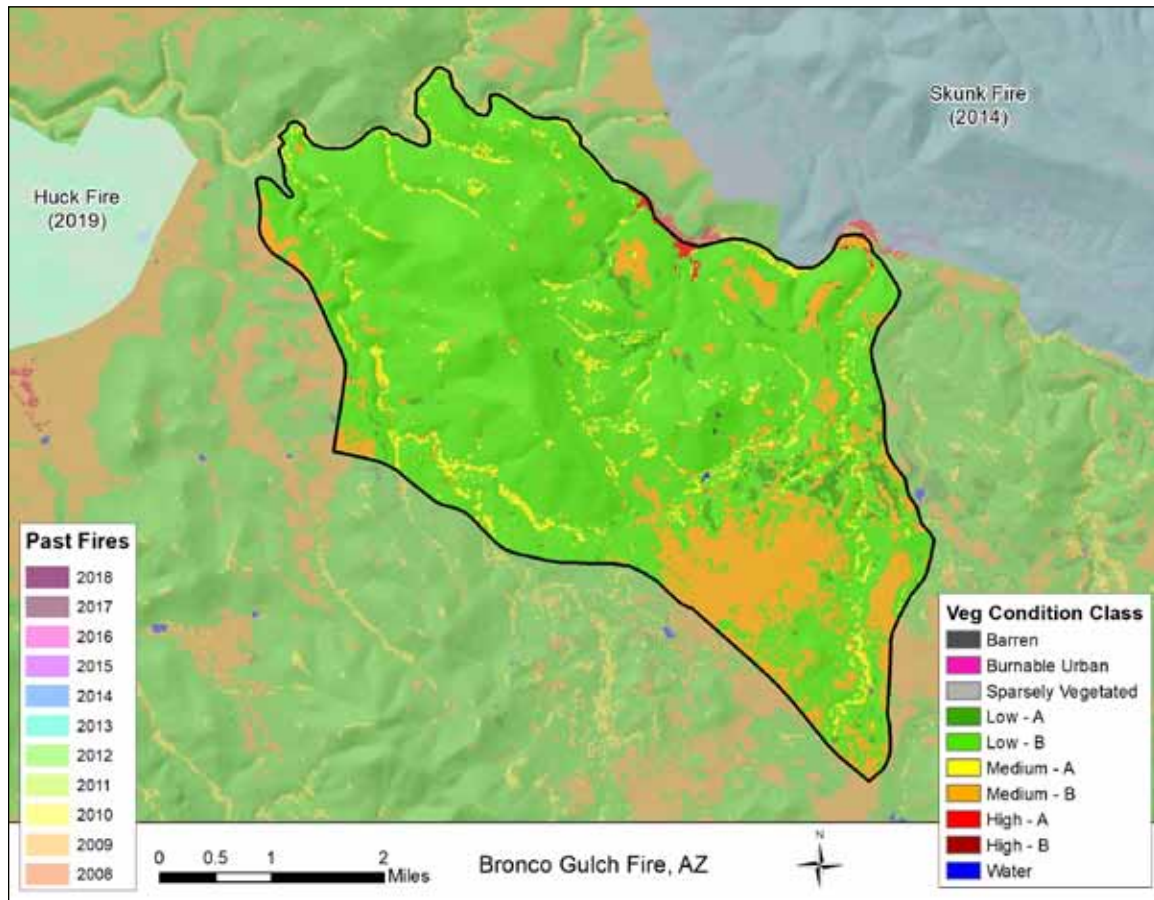 Skunk Fire
(2014)
Huck Fire
(2019)
Past Fires
2018
2017
2016
2015
2014
2013
2012
2011
2010
2009
2008
Veg Condition Class
Barren
Burnable Urban
Sparsely Vegetated
Low - A
Low - B
Medium - A
Medium - B
High - A
High - B
Water
0 0.5 1 2
Miles
Bronco Gulch Fire, AZ
N